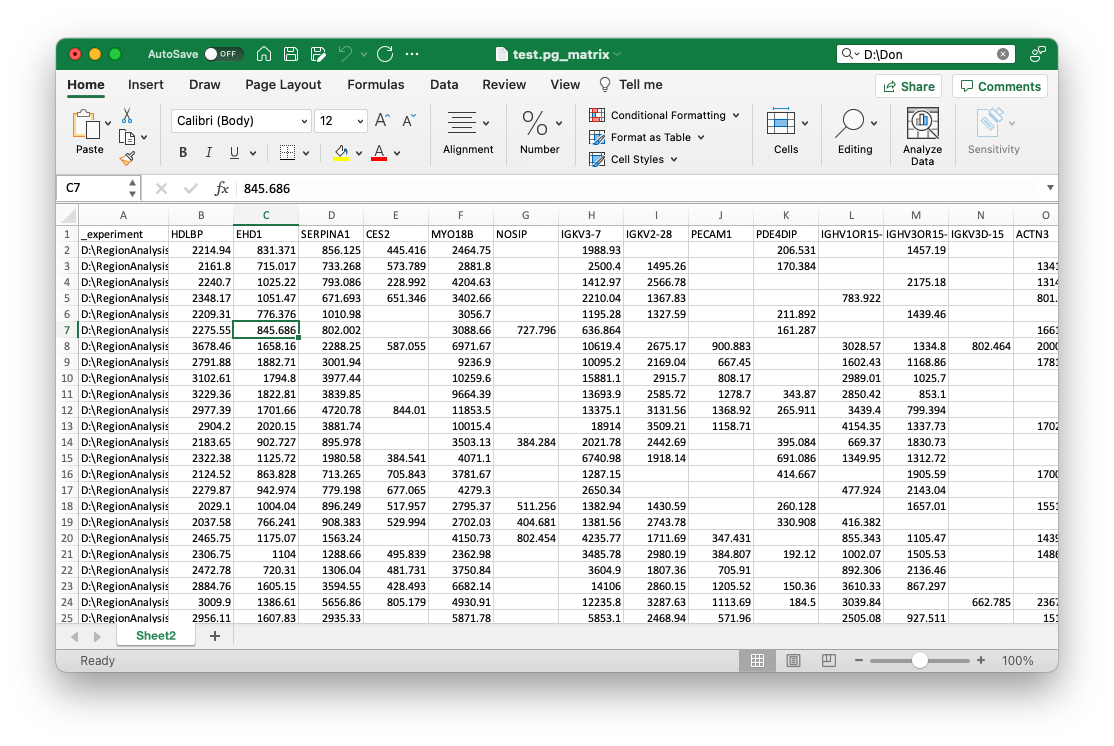 AutoSave OFF test.pg_matrix D:\Don
Home Insert Draw Page Layout Formulas Data Review View Tell me Share Comments
Paste Calibri (Body) 12 A A B I U A Alignment % Number Conditional Formatting Format as Table Cell Styles Cells Editing Analyze Data Sensitivity
C7 fx 845.686
A B C D E F G H I J K L M N O
1 _experiment HDLBP EHD1 SERPINA1 CES2 MYO18B NOSIP IGKV3-7 IGKV2-28 PECAM1 PDE4DIP IGHV1OR15- IGHV3OR15- IGKV3D-15 ACTN3
2 D:\RegionAnalysis 2214.94 831.371 856.125 445.416 2464.75 1988.93 206.531 1457.19
3 D:\RegionAnalysis 2161.8 715.017 733.268 573.789 2881.8 2500.4 1495.26 170.384 1341
4 D:\RegionAnalysis 2240.7 1025.22 793.086 228.992 4204.63 1412.97 2566.78 2175.18 1314
5 D:\RegionAnalysis 2348.17 1051.47 671.693 651.346 3402.66 2210.04 1367.83 783.922 801.
6 D:\RegionAnalysis 2209.31 776.376 1010.98 3056.7 1195.28 1327.59 211.892 1439.46
7 D:\RegionAnalysis 2275.55 845.686 802.002 3088.66 727.796 636.864 161.287 1661
8 D:\RegionAnalysis 3678.46 1658.16 2288.25 587.055 6971.67 10619.4 2675.17 900.883 3028.57 1334.8 802.464 2000
9 D:\RegionAnalysis 2791.88 1882.71 3001.94 9236.9 10095.2 2169.04 667.45 1602.43 1168.86 1781
10 D:\RegionAnalysis 3102.61 1794.8 3977.44 10259.6 15881.1 2915.7 808.17 2989.01 1025.7
11 D:\RegionAnalysis 3229.36 1822.81 3839.85 9664.39 13693.9 2585.72 1278.7 343.87 2850.42 853.1
12 D:\RegionAnalysis 2977.39 1701.66 4720.78 844.01 11853.5 13375.1 3131.56 1368.92 265.911 3439.4 799.394
13 D:\RegionAnalysis 2904.2 2020.15 3881.74 10015.4 18914 3509.21 1158.71 4154.35 1337.73 1702
14 D:\RegionAnalysis 2183.65 902.727 895.978 3503.13 384.284 2021.78 2442.69 395.084 669.37 1830.73
15 D:\RegionAnalysis 2322.38 1125.72 1980.58 384.541 4071.1 6740.98 1918.14 691.086 1349.95 1312.72
16 D:\RegionAnalysis 2124.52 863.828 713.265 705.843 3781.67 1287.15 414.667 1905.59 1700
17 D:\RegionAnalysis 2279.87 942.974 779.198 677.065 4279.3 2650.34 477.924 2143.04
18 D:\RegionAnalysis 2029.1 1004.04 896.249 517.957 2795.37 511.256 1382.94 1430.59 260.128 1657.01 1551
19 D:\RegionAnalysis 2037.58 766.241 908.383 529.994 2702.03 404.681 1381.56 2743.78 330.908 416.382
20 D:\RegionAnalysis 2465.75 1175.07 1563.24 4150.73 802.454 4235.77 1711.69 347.431 855.343 1105.47 1439
21 D:\RegionAnalysis 2306.75 1104 1288.66 495.839 2362.98 3485.78 2980.19 384.807 192.12 1002.07 1505.53 1486
22 D:\RegionAnalysis 2472.78 720.31 1306.04 481.731 3750.84 3604.9 1807.36 705.91 892.306 2136.46
23 D:\RegionAnalysis 2884.76 1605.15 3594.55 428.493 6682.14 14106 2860.15 1205.52 150.36 3610.33 867.297
24 D:\RegionAnalysis 3009.9 1386.61 5656.86 805.179 4930.91 12235.8 3287.63 1113.69 184.5 3039.84 662.785 2367
25 D:\RegionAnalysis 2956.11 1607.83 2935.33 5871.78 5853.1 2468.94 571.96 2505.08 927.511 151
Sheet2 +
Ready 100%